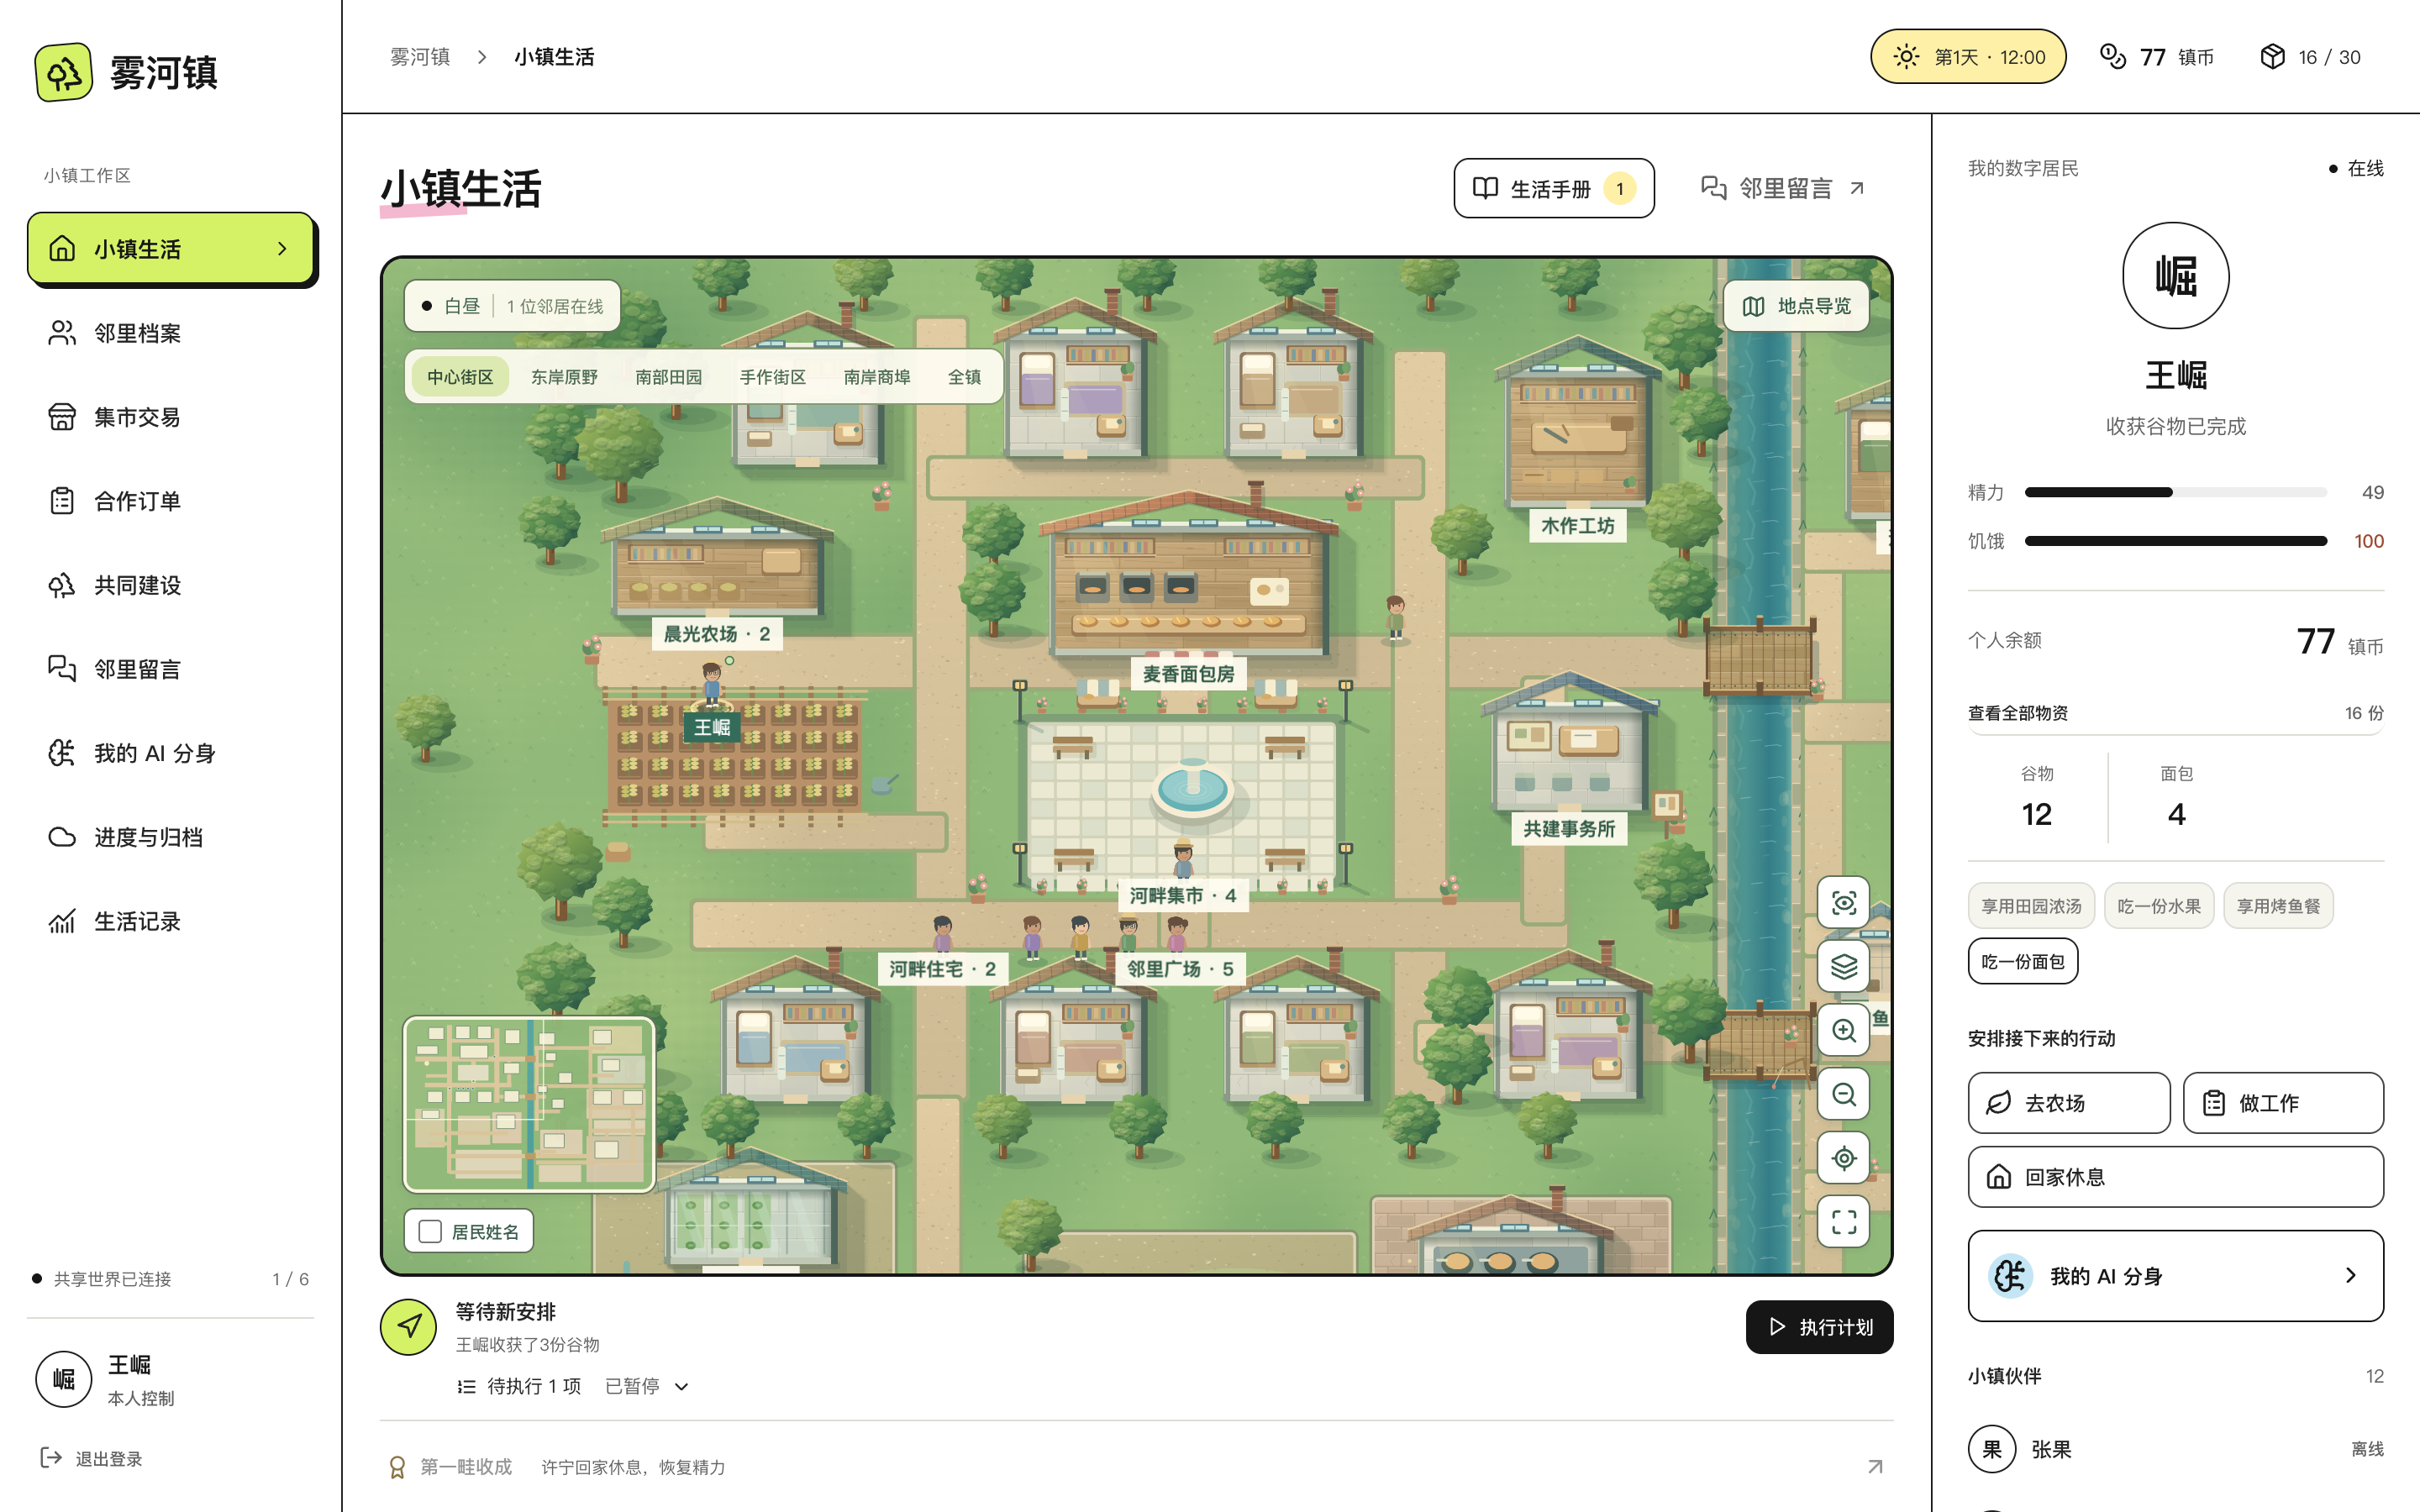 雾河镇
小镇工作区
小镇生活
邻里档案
集市交易
合作订单
共同建设
邻里留言
我的 AI 分身
进度与归档
生活记录
共享世界已连接 1 / 6
崛 王崛
本人控制
退出登录
雾河镇 > 小镇生活
第1天 · 12:00
77 镇币
16 / 30
小镇生活
生活手册 1
邻里留言
白昼 1 位邻居在线
地点导览
中心街区 东岸原野 南部田园 手作街区 南岸商埠 全镇
木作工坊
晨光农场 · 2
麦香面包房
王崛
共建事务所
河畔集市 · 4
河畔住宅 · 2
邻里广场 · 5
鱼
居民姓名
等待新安排
王崛收获了3份谷物
待执行 1 项 已暂停
执行计划
第一畦收成 许宁回家休息，恢复精力
我的数字居民 在线
崛
王崛
收获谷物已完成
精力 49
饥饿 100
个人余额 77 镇币
查看全部物资 16 份
谷物 面包
12 4
享用田园浓汤 吃一份水果 享用烤鱼餐
吃一份面包
安排接下来的行动
去农场 做工作
回家休息
我的 AI 分身
小镇伙伴 12
果 张果 离线